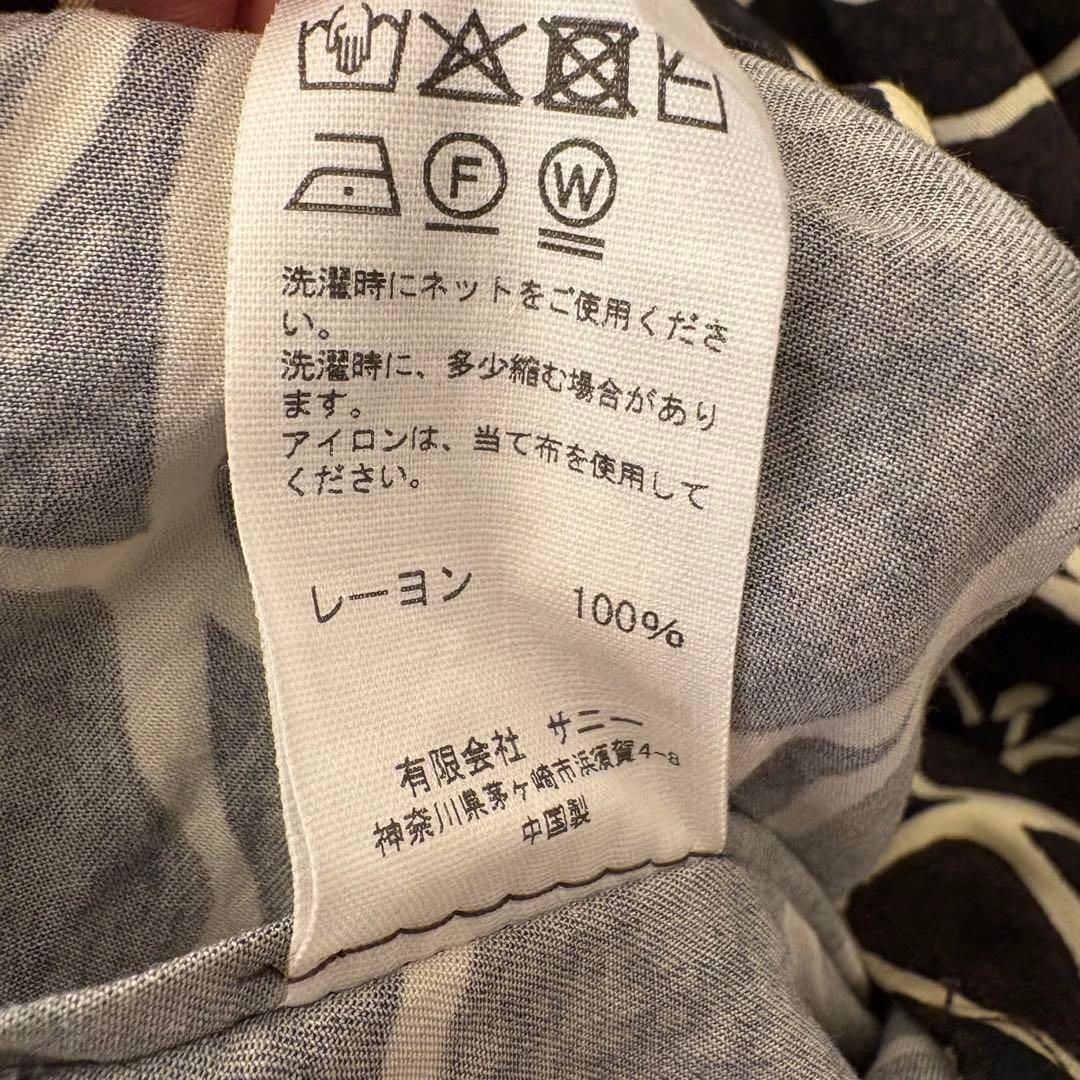 F W
洗濯時にネットをご使用くださ
い。
洗濯時に、多少縮む場合があり
ます。
アイロンは、当て布を使用して
ください。
レーヨン 100%
有限会社 サニー
神奈川県茅ヶ崎市浜須賀4-8
中国製